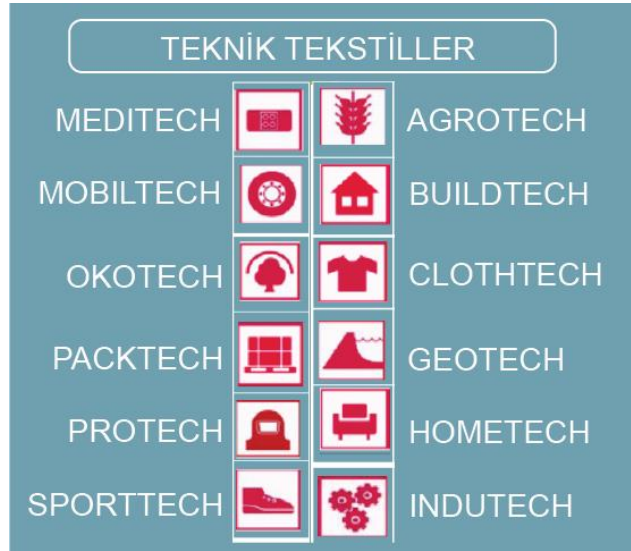 TEKNİK TEKSTİLLER
MEDITECH AGROTECH
MOBILTECH BUILDTECH
OKOTECH CLOTHTECH
PACKTECH GEOTECH
PROTECH HOMETECH
SPORTTECH INDUTECH